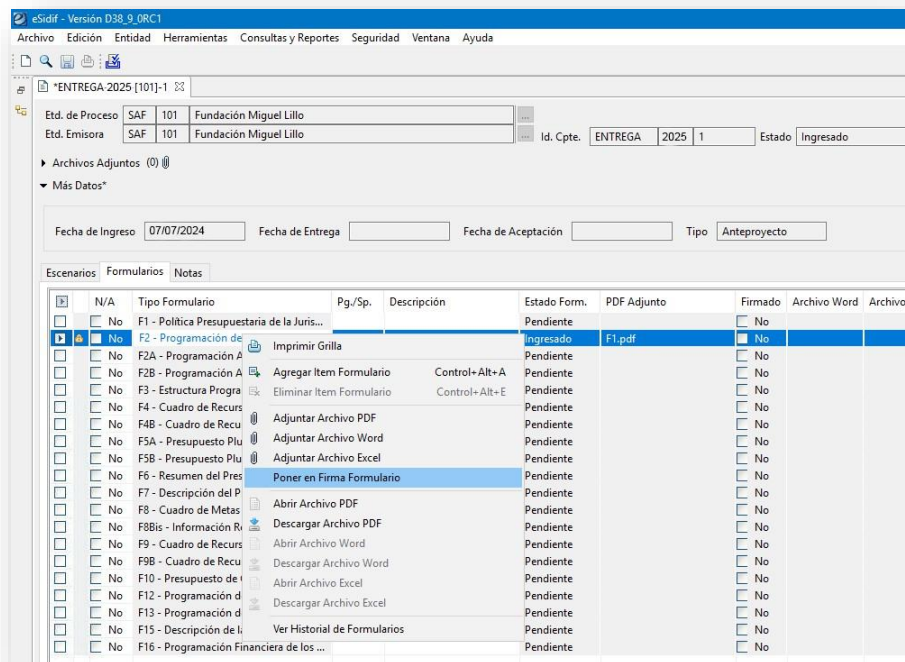 eSidif - Versión D38_9_0RC1
Archivo Edición Entidad Herramientas Consultas y Reportes Seguridad Ventana Ayuda
*ENTREGA-2025 [101]-1
Etd. de Proceso SAF 101 Fundación Miguel Lillo ...
Etd. Emisora SAF 101 Fundación Miguel Lillo ... Id. Cpte. ENTREGA 2025 1 Estado Ingresado
Archivos Adjuntos (0)
Más Datos*
Fecha de Ingreso 07/07/2024 Fecha de Entrega Fecha de Aceptación Tipo Anteproyecto
Escenarios Formularios Notas
N/A Tipo Formulario Pg./Sp. Descripción Estado Form. PDF Adjunto Firmado Archivo Word Archivo
No F1 - Política Presupuestaria de la Juris... Pendiente No
No F2 - Programación de Ingresado F1.pdf No
No F2A - Programación A Pendiente No
No F2B - Programación A Pendiente No
No F3 - Estructura Progra Pendiente No
No F4 - Cuadro de Recurs Pendiente No
No F4B - Cuadro de Recu Pendiente No
No F5A - Presupuesto Plu Pendiente No
No F5B - Presupuesto Plu Pendiente No
No F6 - Resumen del Pres Pendiente No
No F7 - Descripción del P Pendiente No
No F8 - Cuadro de Metas Pendiente No
No F8Bis - Información Re Pendiente No
No F9 - Cuadro de Recurs Pendiente No
No F9B - Cuadro de Recu Pendiente No
No F10 - Presupuesto de Pendiente No
No F12 - Programación d Pendiente No
No F13 - Programación d Pendiente No
No F15 - Descripción de la Pendiente No
No F16 - Programación Financiera de los ... Pendiente No
Imprimir Grilla
Agregar Item Formulario Control+Alt+A
Eliminar Item Formulario Control+Alt+E
Adjuntar Archivo PDF
Adjuntar Archivo Word
Adjuntar Archivo Excel
Poner en Firma Formulario
Abrir Archivo PDF
Descargar Archivo PDF
Abrir Archivo Word
Descargar Archivo Word
Abrir Archivo Excel
Descargar Archivo Excel
Ver Historial de Formularios